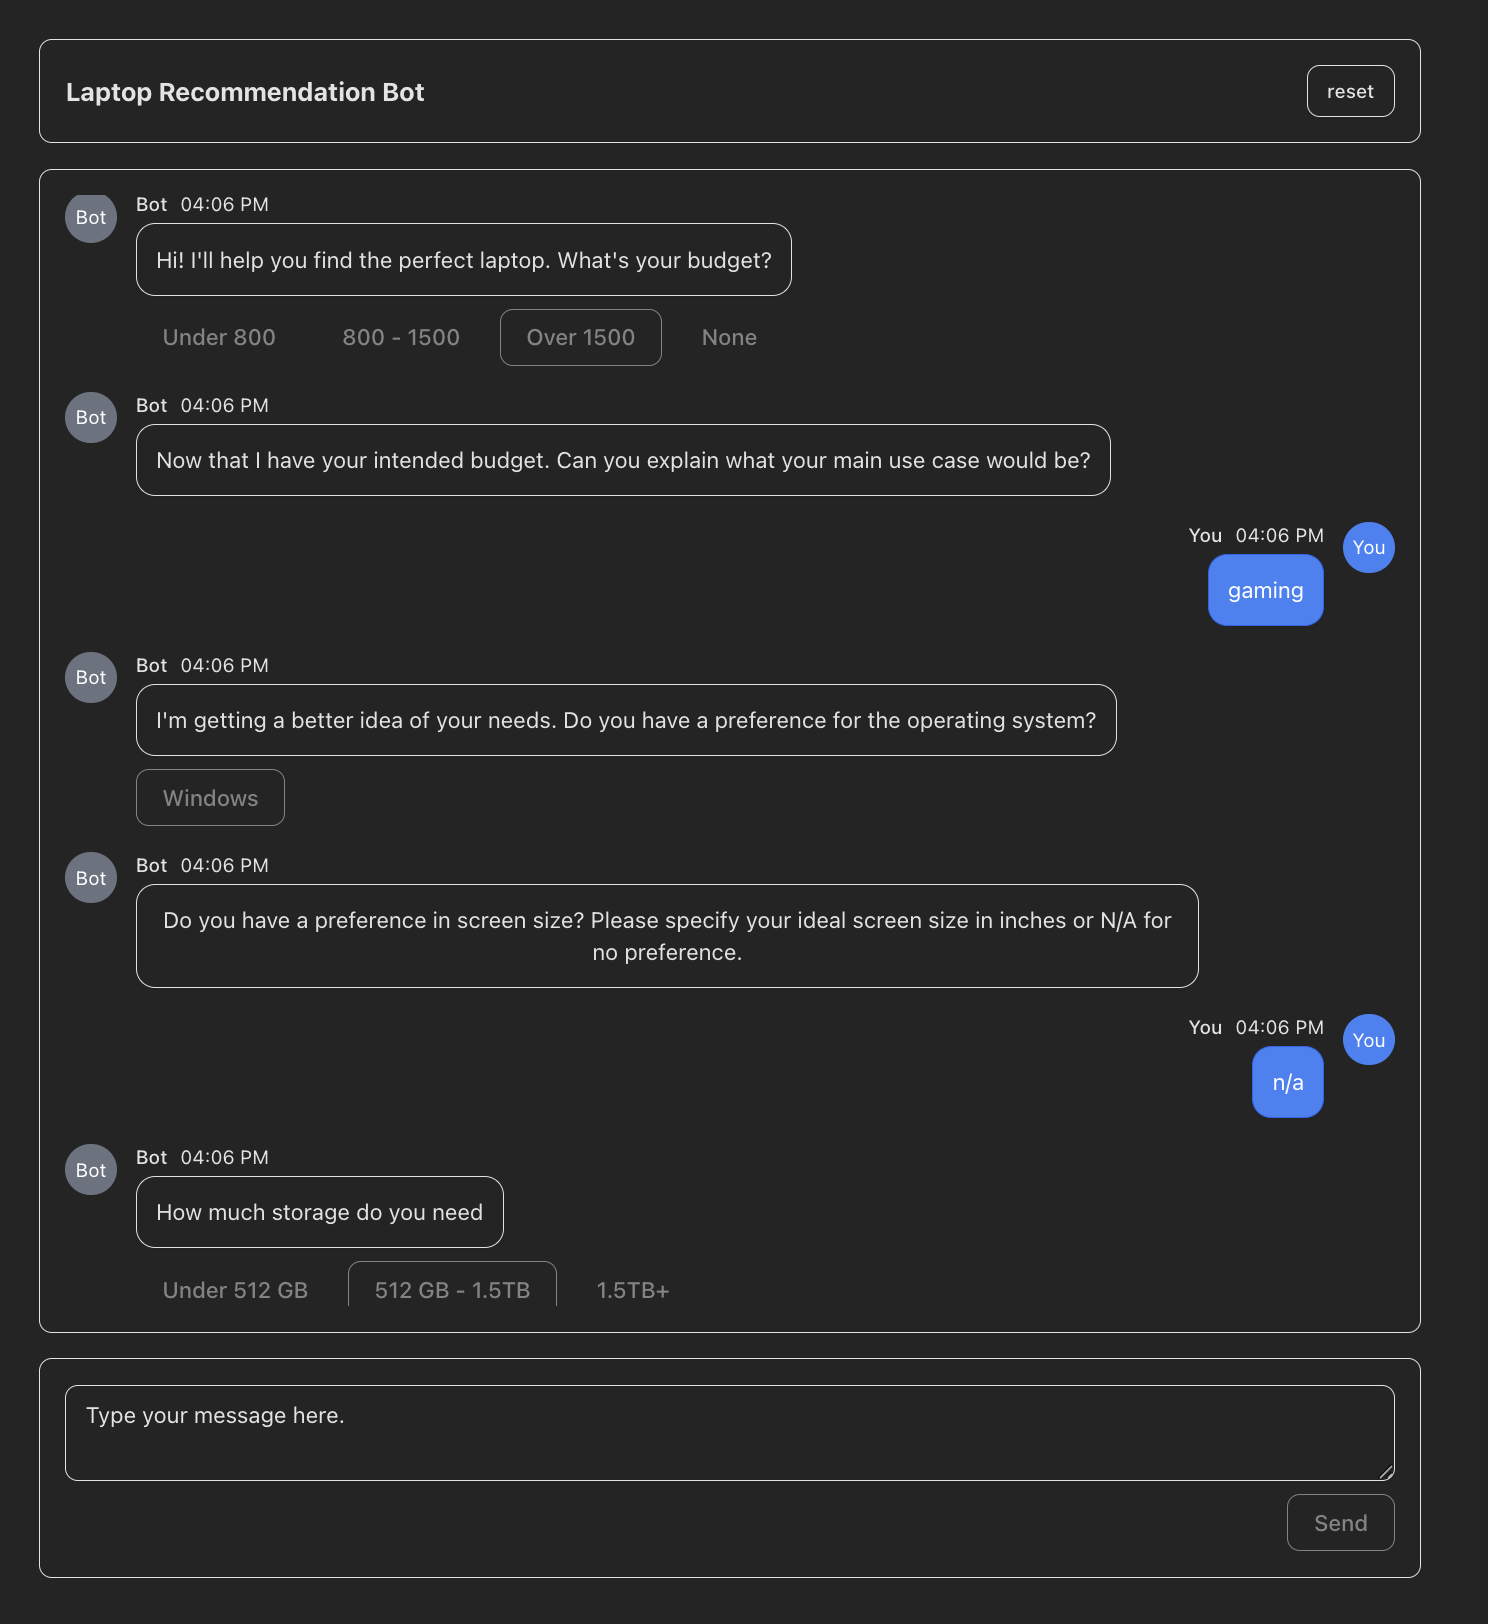 Laptop Recommendation Bot
reset
Bot
Bot 04:06 PM
Hi! I'll help you find the perfect laptop. What's your budget?
Under 800 800 - 1500 Over 1500 None
Bot
Bot 04:06 PM
Now that I have your intended budget. Can you explain what your main use case would be?
You 04:06 PM
You
gaming
Bot
Bot 04:06 PM
I'm getting a better idea of your needs. Do you have a preference for the operating system?
Windows
Bot
Bot 04:06 PM
Do you have a preference in screen size? Please specify your ideal screen size in inches or N/A for
no preference.
You 04:06 PM
You
n/a
Bot
Bot 04:06 PM
How much storage do you need
Under 512 GB 512 GB - 1.5TB 1.5TB+
Type your message here.
Send